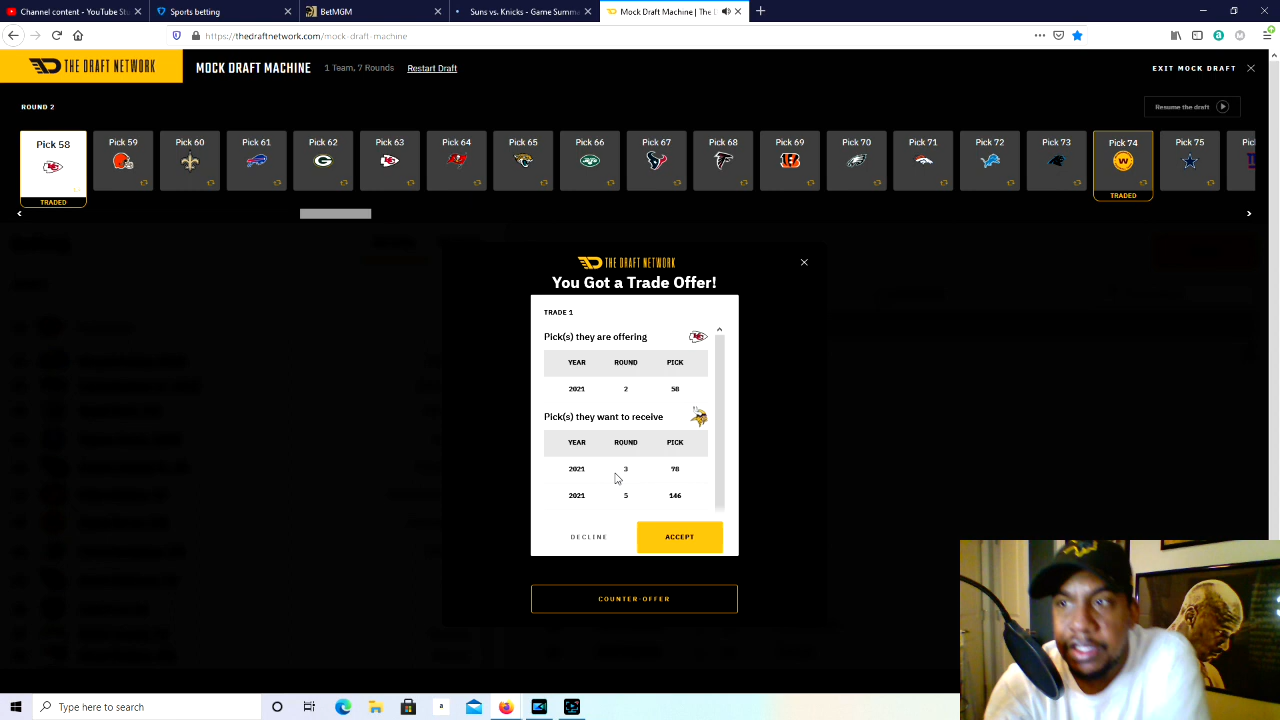 Channel content - YouTube St
Sports betting
BetMGM
Suns vs. Knicks - Game Summa
Mock Draft Machine | The D
https://thedraftnetwork.com/mock-draft-machine
THE DRAFT NETWORK
MOCK DRAFT MACHINE
1 Team, 7 Rounds
Restart Draft
EXIT MOCK DRAFT
ROUND 2
Resume the draft
Pick 58
Pick 59
Pick 60
Pick 61
Pick 62
Pick 63
Pick 64
Pick 65
Pick 66
Pick 67
Pick 68
Pick 69
Pick 70
Pick 71
Pick 72
Pick 73
Pick 74
Pick 75
TRADED
TRADED
THE DRAFT NETWORK
You Got a Trade Offer!
TRADE 1
Pick(s) they are offering
YEAR ROUND PICK
2021 2 58
Pick(s) they want to receive
YEAR ROUND PICK
2021 3 78
2021 5 146
DECLINE
ACCEPT
COUNTER OFFER
Type here to search